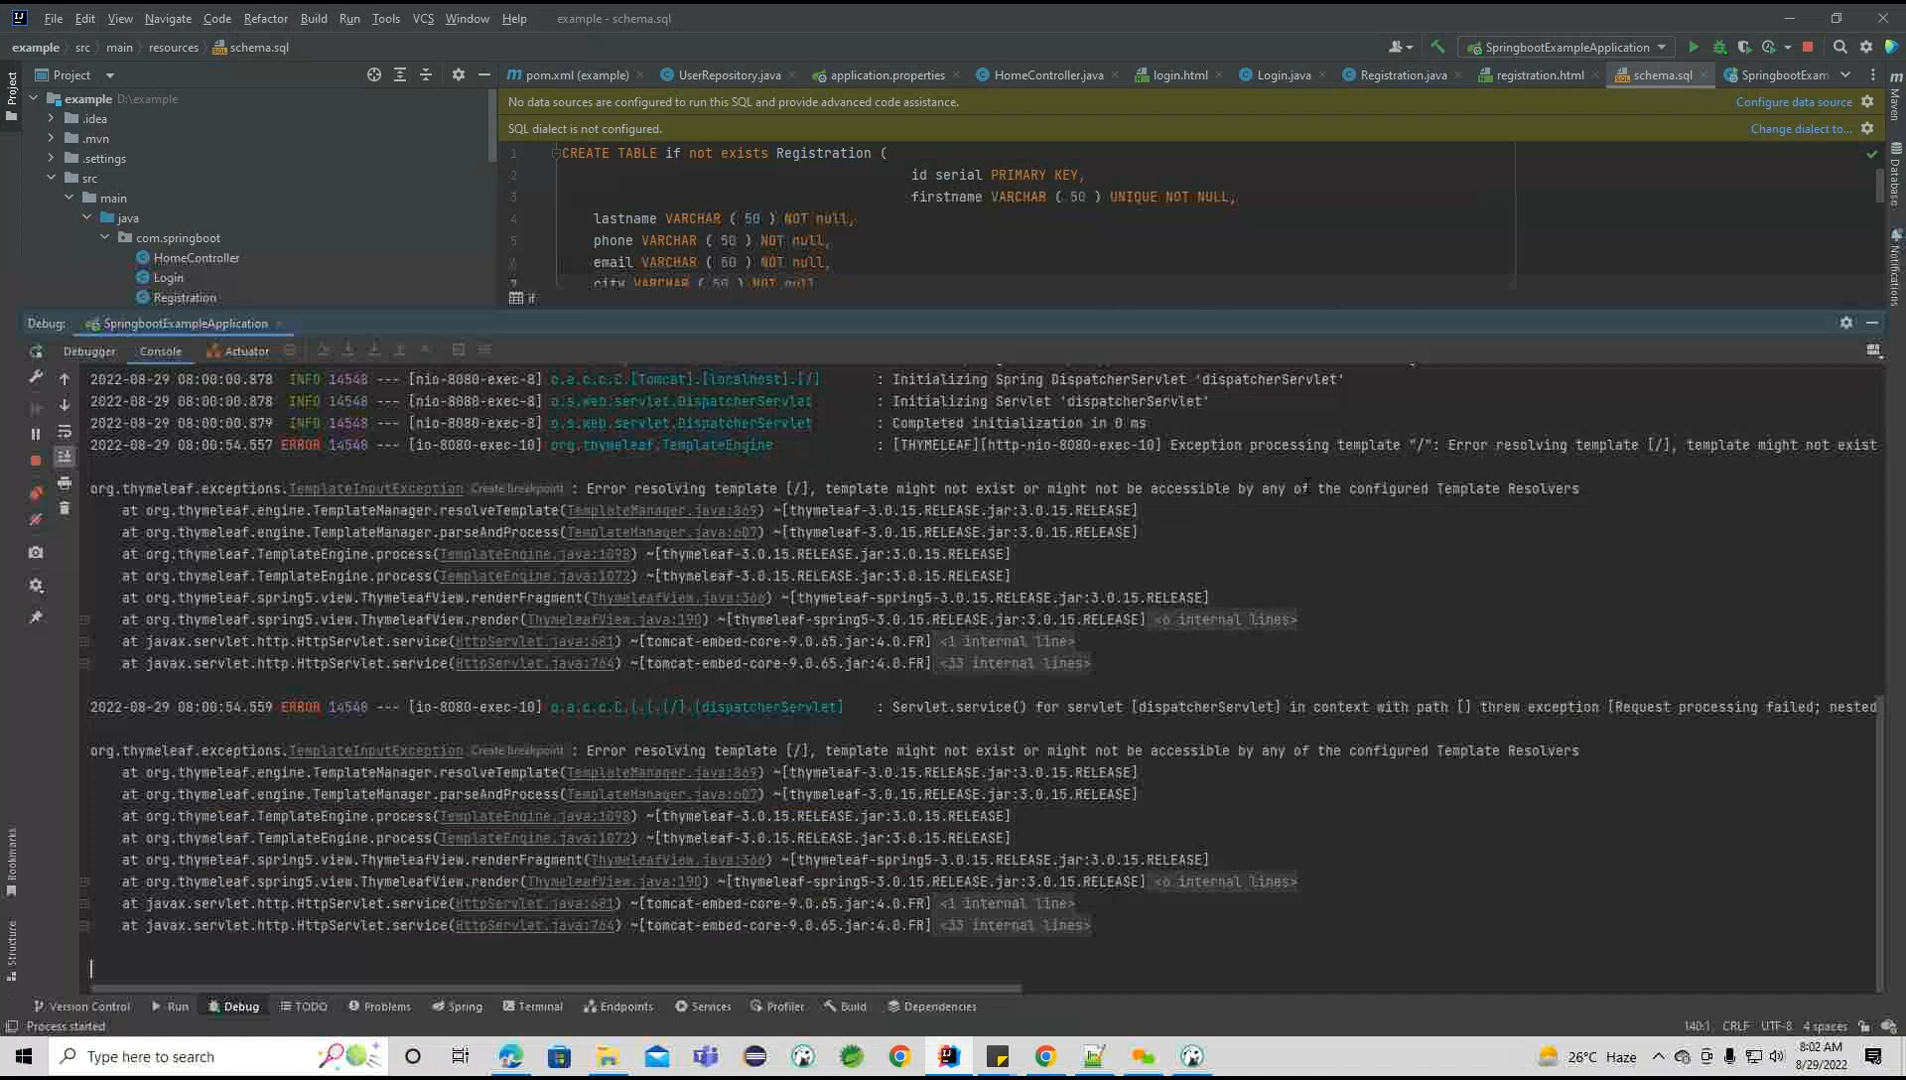 File Edit View Navigate Code Refactor Build Run Tools VCS Window Help example - schema.sql
example src main resources schema.sql SpringbootExampleApplication
Project pom.xml (example) UserRepository.java application.properties HomeController.java login.html Login.java Registration.java registration.html schema.sql SpringbootExam
Project
Maven
Database
Notifications
example D:\example
.idea
.mvn
.settings
src
main
java
com.springboot
HomeController
Login
Registration
No data sources are configured to run this SQL and provide advanced code assistance. Configure data source
SQL dialect is not configured. Change dialect to...
1 CREATE TABLE if not exists Registration (
2 id serial PRIMARY KEY,
3 firstname VARCHAR ( 50 ) UNIQUE NOT NULL,
4 lastname VARCHAR ( 50 ) NOT null,
5 phone VARCHAR ( 50 ) NOT null,
6 email VARCHAR ( 50 ) NOT null,
7 city VARCHAR ( 50 ) NOT null
if
Debug: SpringbootExampleApplication
Debugger Console Actuator
2022-08-29 08:00:00.878 INFO 14548 --- [nio-8080-exec-8] o.a.c.c.C.[Tomcat].[localhost].[/] : Initializing Spring DispatcherServlet 'dispatcherServlet'
2022-08-29 08:00:00.878 INFO 14548 --- [nio-8080-exec-8] o.s.web.servlet.DispatcherServlet : Initializing Servlet 'dispatcherServlet'
2022-08-29 08:00:00.879 INFO 14548 --- [nio-8080-exec-8] o.s.web.servlet.DispatcherServlet : Completed initialization in 0 ms
2022-08-29 08:00:54.557 ERROR 14548 --- [io-8080-exec-10] org.thymeleaf.TemplateEngine : [THYMELEAF][http-nio-8080-exec-10] Exception processing template "/": Error resolving template [/], template might not exist
org.thymeleaf.exceptions.TemplateInputException Create breakpoint : Error resolving template [/], template might not exist or might not be accessible by any of the configured Template Resolvers
at org.thymeleaf.engine.TemplateManager.resolveTemplate(TemplateManager.java:869) ~[thymeleaf-3.0.15.RELEASE.jar:3.0.15.RELEASE]
at org.thymeleaf.engine.TemplateManager.parseAndProcess(TemplateManager.java:607) ~[thymeleaf-3.0.15.RELEASE.jar:3.0.15.RELEASE]
at org.thymeleaf.TemplateEngine.process(TemplateEngine.java:1098) ~[thymeleaf-3.0.15.RELEASE.jar:3.0.15.RELEASE]
at org.thymeleaf.TemplateEngine.process(TemplateEngine.java:1072) ~[thymeleaf-3.0.15.RELEASE.jar:3.0.15.RELEASE]
at org.thymeleaf.spring5.view.ThymeleafView.renderFragment(ThymeleafView.java:366) ~[thymeleaf-spring5-3.0.15.RELEASE.jar:3.0.15.RELEASE]
at org.thymeleaf.spring5.view.ThymeleafView.render(ThymeleafView.java:190) ~[thymeleaf-spring5-3.0.15.RELEASE.jar:3.0.15.RELEASE] <6 internal lines>
at javax.servlet.http.HttpServlet.service(HttpServlet.java:681) ~[tomcat-embed-core-9.0.65.jar:4.0.FR] <1 internal line>
at javax.servlet.http.HttpServlet.service(HttpServlet.java:764) ~[tomcat-embed-core-9.0.65.jar:4.0.FR] <33 internal lines>
2022-08-29 08:00:54.559 ERROR 14548 --- [io-8080-exec-10] o.a.c.c.C.[.[.[/].[dispatcherServlet] : Servlet.service() for servlet [dispatcherServlet] in context with path [] threw exception [Request processing failed; nested
org.thymeleaf.exceptions.TemplateInputException Create breakpoint : Error resolving template [/], template might not exist or might not be accessible by any of the configured Template Resolvers
at org.thymeleaf.engine.TemplateManager.resolveTemplate(TemplateManager.java:869) ~[thymeleaf-3.0.15.RELEASE.jar:3.0.15.RELEASE]
at org.thymeleaf.engine.TemplateManager.parseAndProcess(TemplateManager.java:607) ~[thymeleaf-3.0.15.RELEASE.jar:3.0.15.RELEASE]
at org.thymeleaf.TemplateEngine.process(TemplateEngine.java:1098) ~[thymeleaf-3.0.15.RELEASE.jar:3.0.15.RELEASE]
at org.thymeleaf.TemplateEngine.process(TemplateEngine.java:1072) ~[thymeleaf-3.0.15.RELEASE.jar:3.0.15.RELEASE]
at org.thymeleaf.spring5.view.ThymeleafView.renderFragment(ThymeleafView.java:366) ~[thymeleaf-spring5-3.0.15.RELEASE.jar:3.0.15.RELEASE]
at org.thymeleaf.spring5.view.ThymeleafView.render(ThymeleafView.java:190) ~[thymeleaf-spring5-3.0.15.RELEASE.jar:3.0.15.RELEASE] <6 internal lines>
at javax.servlet.http.HttpServlet.service(HttpServlet.java:681) ~[tomcat-embed-core-9.0.65.jar:4.0.FR] <1 internal line>
at javax.servlet.http.HttpServlet.service(HttpServlet.java:764) ~[tomcat-embed-core-9.0.65.jar:4.0.FR] <33 internal lines>
Bookmarks
Structure
Version Control Run Debug TODO Problems Spring Terminal Endpoints Services Profiler Build Dependencies
Process started 140:1 CRLF UTF-8 4 spaces
Type here to search 26°C Haze 8:02 AM
8/29/2022